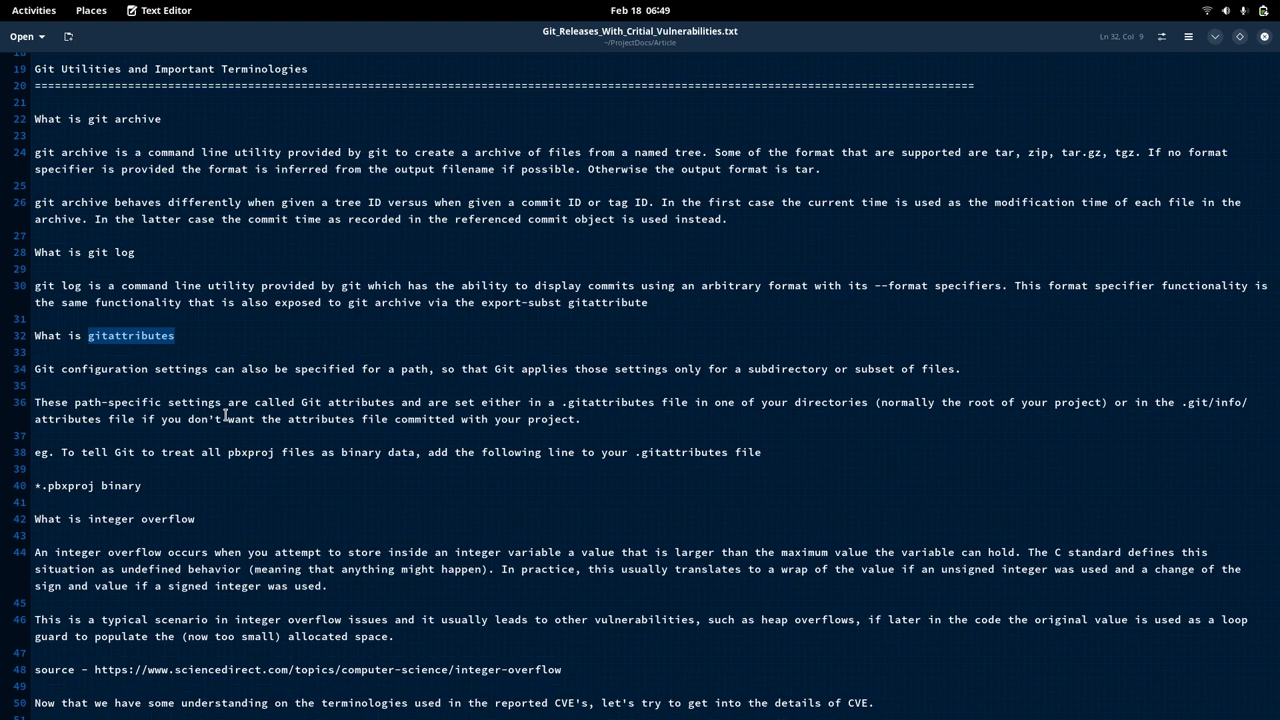 Activities Places Text Editor Feb 18 06:49
Open Git_Releases_With_Critial_Vulnerabilities.txt Ln 32, Col 9
~/ProjectDocs/Article
18
19 Git Utilities and Important Terminologies
20 =============================================================================================================================================
21
22 What is git archive
23
24 git archive is a command line utility provided by git to create a archive of files from a named tree. Some of the format that are supported are tar, zip, tar.gz, tgz. If no format
specifier is provided the format is inferred from the output filename if possible. Otherwise the output format is tar.
25
26 git archive behaves differently when given a tree ID versus when given a commit ID or tag ID. In the first case the current time is used as the modification time of each file in the
archive. In the latter case the commit time as recorded in the referenced commit object is used instead.
27
28 What is git log
29
30 git log is a command line utility provided by git which has the ability to display commits using an arbitrary format with its --format specifiers. This format specifier functionality is
the same functionality that is also exposed to git archive via the export-subst gitattribute
31
32 What is gitattributes
33
34 Git configuration settings can also be specified for a path, so that Git applies those settings only for a subdirectory or subset of files.
35
36 These path-specific settings are called Git attributes and are set either in a .gitattributes file in one of your directories (normally the root of your project) or in the .git/info/
attributes file if you don't want the attributes file committed with your project.
37
38 eg. To tell Git to treat all pbxproj files as binary data, add the following line to your .gitattributes file
39
40 *.pbxproj binary
41
42 What is integer overflow
43
44 An integer overflow occurs when you attempt to store inside an integer variable a value that is larger than the maximum value the variable can hold. The C standard defines this
situation as undefined behavior (meaning that anything might happen). In practice, this usually translates to a wrap of the value if an unsigned integer was used and a change of the
sign and value if a signed integer was used.
45
46 This is a typical scenario in integer overflow issues and it usually leads to other vulnerabilities, such as heap overflows, if later in the code the original value is used as a loop
guard to populate the (now too small) allocated space.
47
48 source - https://www.sciencedirect.com/topics/computer-science/integer-overflow
49
50 Now that we have some understanding on the terminologies used in the reported CVE's, let's try to get into the details of CVE.
51